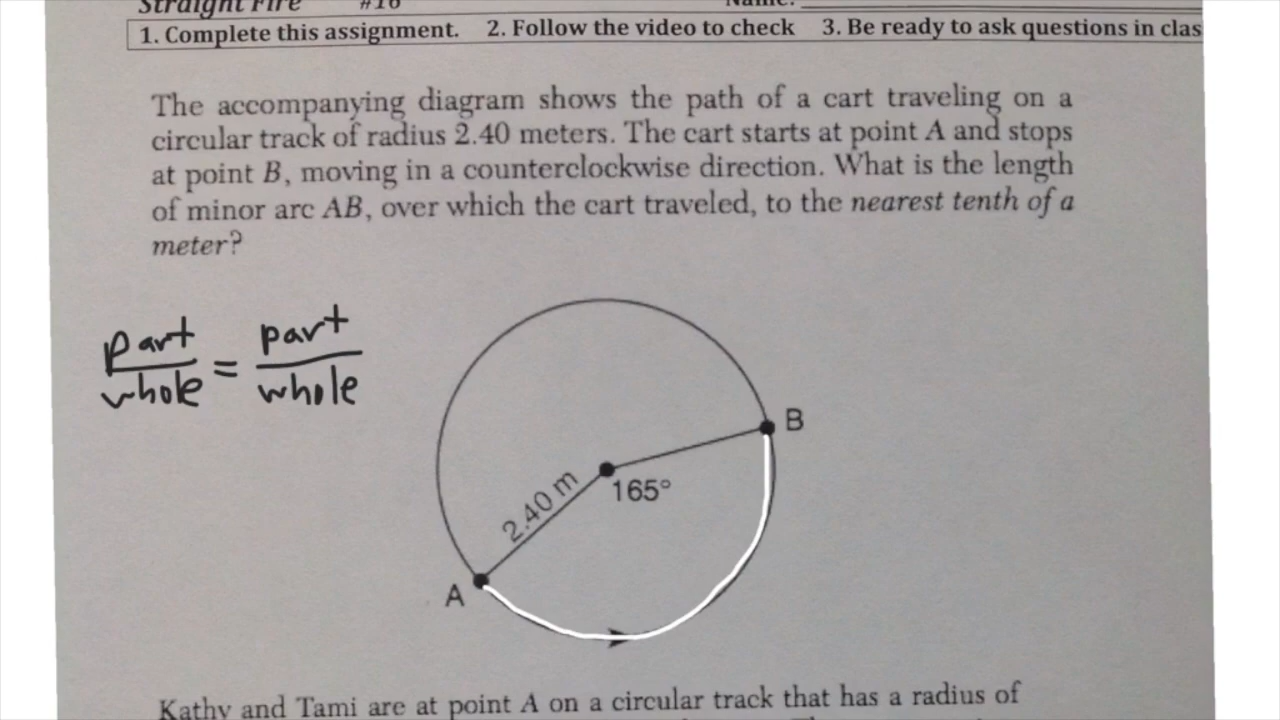 Straight Fire #16 Name:
1. Complete this assignment. 2. Follow the video to check 3. Be ready to ask questions in clas
The accompanying diagram shows the path of a cart traveling on a
circular track of radius 2.40 meters. The cart starts at point A and stops
at point B, moving in a counterclockwise direction. What is the length
of minor arc AB, over which the cart traveled, to the nearest tenth of a
meter?
part part
whole = whole
B
2.40 m
165°
A
Kathy and Tami are at point A on a circular track that has a radius of